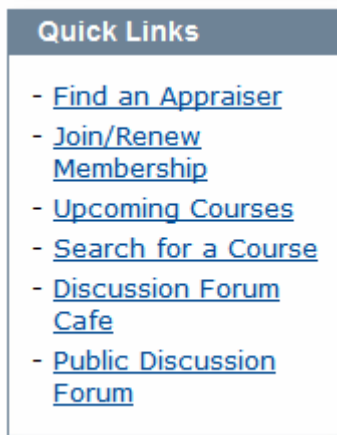 Quick Links
- Find an Appraiser
- Join/Renew
Membership
- Upcoming Courses
- Search for a Course
- Discussion Forum
Cafe
- Public Discussion
Forum